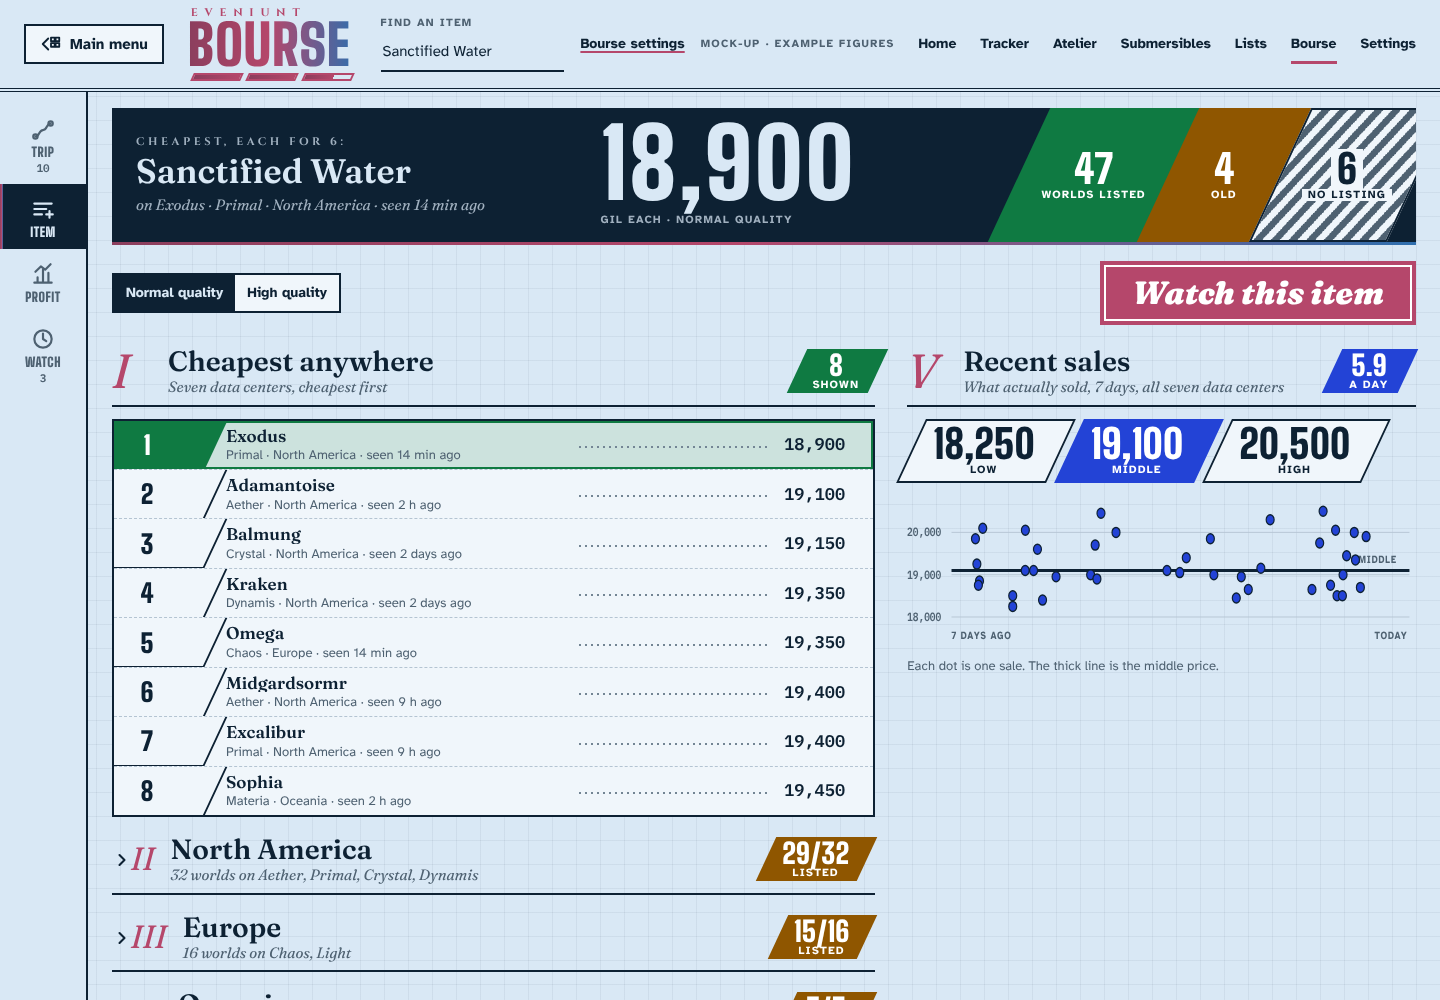 Main menu
EVENIUNT
BOURSE
FIND AN ITEM
Sanctified Water
Bourse settings
MOCK-UP · EXAMPLE FIGURES
Home
Tracker
Atelier
Submersibles
Lists
Bourse
Settings
TRIP
10
ITEM
PROFIT
WATCH
3
CHEAPEST, EACH FOR 6:
Sanctified Water
on Exodus · Primal · North America · seen 14 min ago
18,900
GIL EACH · NORMAL QUALITY
47
WORLDS LISTED
4
OLD
6
NO LISTING
Normal quality
High quality
Watch this item
I
Cheapest anywhere
Seven data centers, cheapest first
8
SHOWN
1
Exodus
Primal · North America · seen 14 min ago
18,900
2
Adamantoise
Aether · North America · seen 2 h ago
19,100
3
Balmung
Crystal · North America · seen 2 days ago
19,150
4
Kraken
Dynamis · North America · seen 2 days ago
19,350
5
Omega
Chaos · Europe · seen 14 min ago
19,350
6
Midgardsormr
Aether · North America · seen 9 h ago
19,400
7
Excalibur
Primal · North America · seen 9 h ago
19,400
8
Sophia
Materia · Oceania · seen 2 h ago
19,450
II
North America
32 worlds on Aether, Primal, Crystal, Dynamis
29/32
LISTED
III
Europe
16 worlds on Chaos, Light
15/16
LISTED
V
Recent sales
What actually sold, 7 days, all seven data centers
5.9
A DAY
18,250
LOW
19,100
MIDDLE
20,500
HIGH
20,000
19,000
18,000
MIDDLE
7 DAYS AGO
TODAY
Each dot is one sale. The thick line is the middle price.